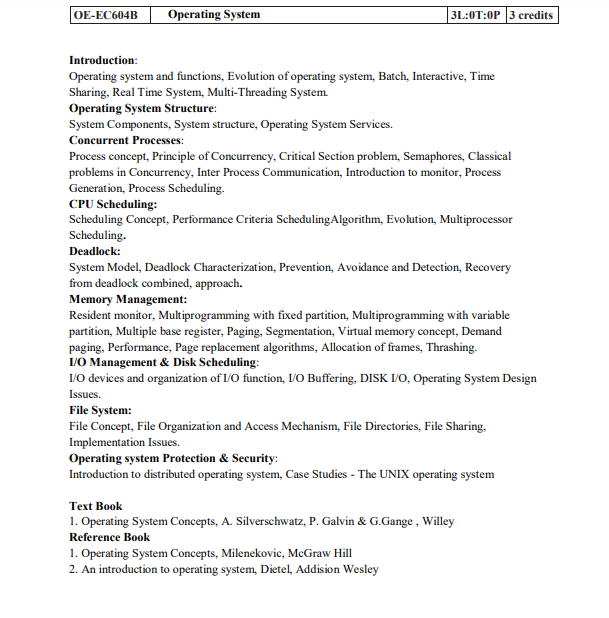 OE-EC604B Operating System 3L:0T:0P 3 credits
Introduction:
Operating system and functions, Evolution of operating system, Batch, Interactive, Time
Sharing, Real Time System, Multi-Threading System.
Operating System Structure:
System Components, System structure, Operating System Services.
Concurrent Processes:
Process concept, Principle of Concurrency, Critical Section problem, Semaphores, Classical
problems in Concurrency, Inter Process Communication, Introduction to monitor, Process
Generation, Process Scheduling.
CPU Scheduling:
Scheduling Concept, Performance Criteria SchedulingAlgorithm, Evolution, Multiprocessor
Scheduling.
Deadlock:
System Model, Deadlock Characterization, Prevention, Avoidance and Detection, Recovery
from deadlock combined, approach.
Memory Management:
Resident monitor, Multiprogramming with fixed partition, Multiprogramming with variable
partition, Multiple base register, Paging, Segmentation, Virtual memory concept, Demand
paging, Performance, Page replacement algorithms, Allocation of frames, Thrashing.
I/O Management & Disk Scheduling:
I/O devices and organization of I/O function, I/O Buffering, DISK I/O, Operating System Design
Issues.
File System:
File Concept, File Organization and Access Mechanism, File Directories, File Sharing,
Implementation Issues.
Operating system Protection & Security:
Introduction to distributed operating system, Case Studies - The UNIX operating system
Text Book
1. Operating System Concepts, A. Silverschwatz, P. Galvin & G.Gange , Willey
Reference Book
1. Operating System Concepts, Milenekovic, McGraw Hill
2. An introduction to operating system, Dietel, Addision Wesley